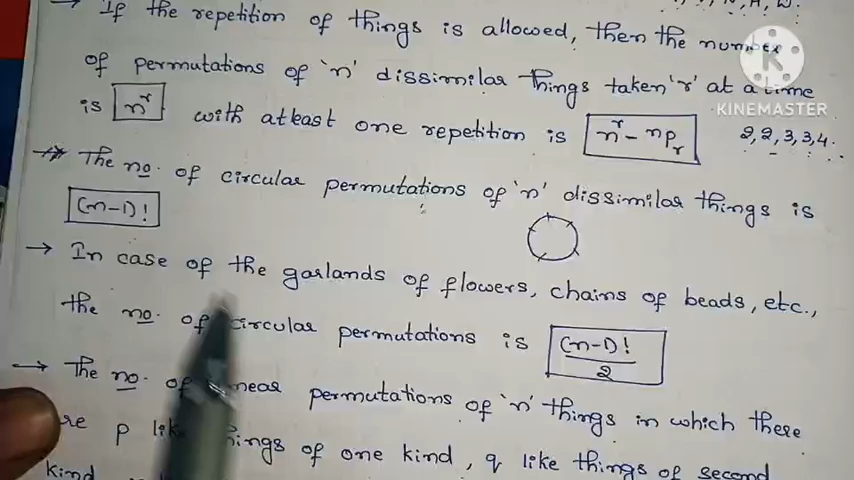 → If the repetition of things is allowed, then the number
of permutations of 'n' dissimilar things taken 'r' at a time
is n^r with atleast one repetition is n^r - nPr 2,2,3,3,4.
KINEMASTER
→ The no. of circular permutations of 'n' dissimilar things is
(n-1)!
→ In case of the garlands of flowers, chains of beads, etc.,
the no. of circular permutations is (n-1)!/2
→ The no. of linear permutations of 'n' things in which there
p like things of one kind, q like things of second
kind